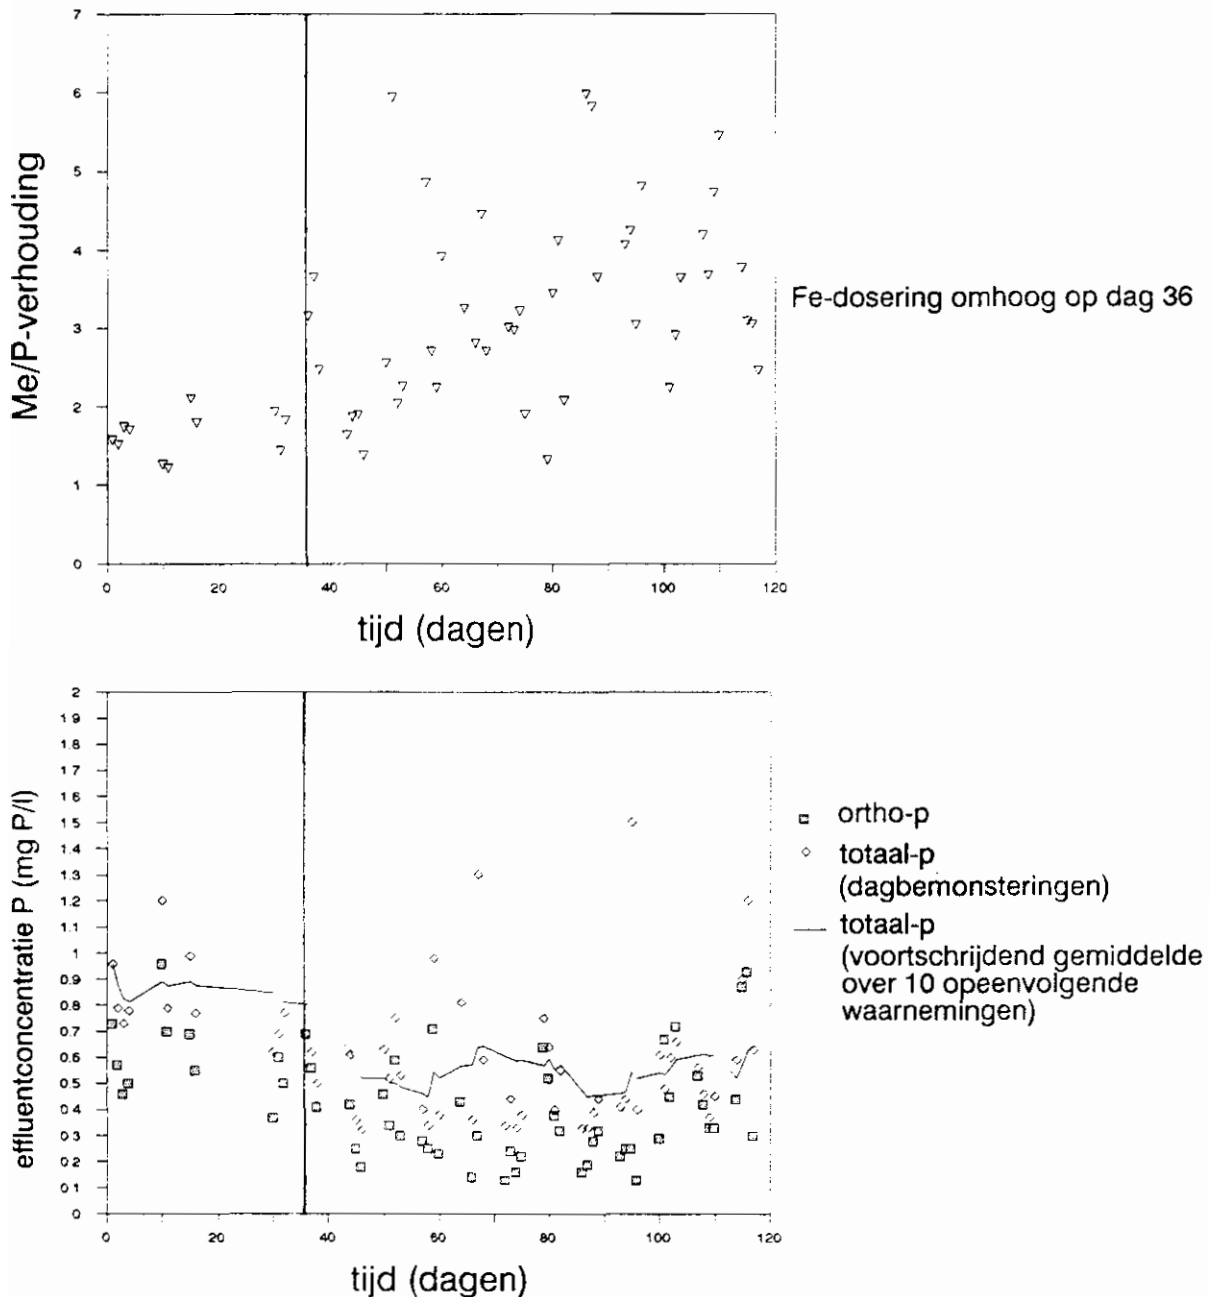 7
6
5
4
3
2
1
0
Me/P-verhouding
0 20 40 60 80 100 120
tijd (dagen)
Fe-dosering omhoog op dag 36
2
1 9
1 8
1 7
1 6
1 5
1 4
1 3
1 2
1 1
1
0 9
0 8
0 7
0 6
0 5
0 4
0 3
0 2
0 1
0
effluentconcentratie P (mg P/l)
0 20 40 60 80 100 120
tijd (dagen)
ortho-p
totaal-p
(dagbemonsteringen)
totaal-p
(voortschrijdend gemiddelde
over 10 opeenvolgende
waarnemingen)